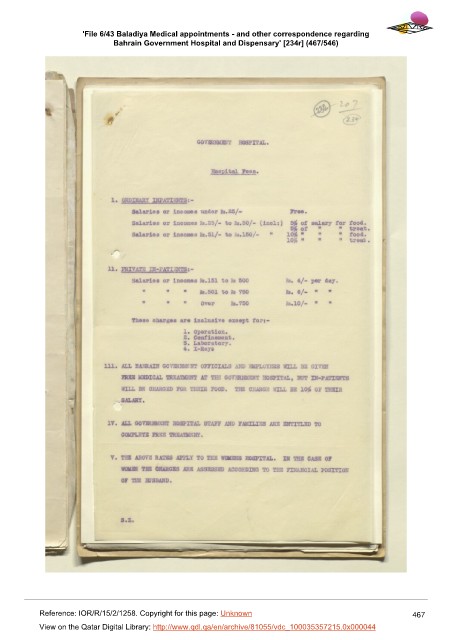 'File 6/43 Baladiya Medical appointments - and other correspondence regarding
Bahrain Government Hospital and Dispensary' [234r] (467/546)
GOVERNMENT HOSPITAL.
Hospital Fees.
I. ORDINARY INPATIENTS:-
Salaries or incomes under Rs.25/- Free.
Salaries or incomes Rs.25/- to Rs.50/- (incl:) 5% of salary for food.
5% of " " treat.
Salaries or incomes Rs.51/- to Rs.150/- " 10% " " " food.
10% " " " treat.
II. PRIVATE IN-PATIENTS:-
Salaries or incomes Rs.151 to Rs 500 Rs. 4/- per day.
" " " Rs.501 to Rs 700 Rs. 6/- " "
" " " Over Rs.700 Rs.10/- " "
These charges are inclusive except for:-
1. Operation.
2. Confinement.
3. Laboratory.
4. X-Rays
III. ALL BAHRAIN GOVERNMENT OFFICIALS AND EMPLOYEES WILL BE GIVEN
FREE MEDICAL TREATMENT AT THE GOVERNMENT HOSPITAL, BUT IN-PATIENTS
WILL BE CHARGED FOR THEIR FOOD. THE CHARGE WILL BE 10% OF THEIR
SALARY.
IV. ALL GOVERNMENT HOSPITAL STAFF AND FAMILIES ARE ENTITLED TO
COMPLETE FREE TREATMENT.
V. THE ABOVE RATES APPLY TO THE WOMENS HOSPITAL. IN THE CASE OF
WOMEN THE CHARGES ARE ASSESSED ACCORDING TO THE FINANCIAL POSITION
OF THE HUSBAND.
Reference: IOR/R/15/2/1258. Copyright for this page: Unknown
467
View on the Qatar Digital Library: http://www.qdl.qa/en/archive/81055/vdc_100035357215.0x000044